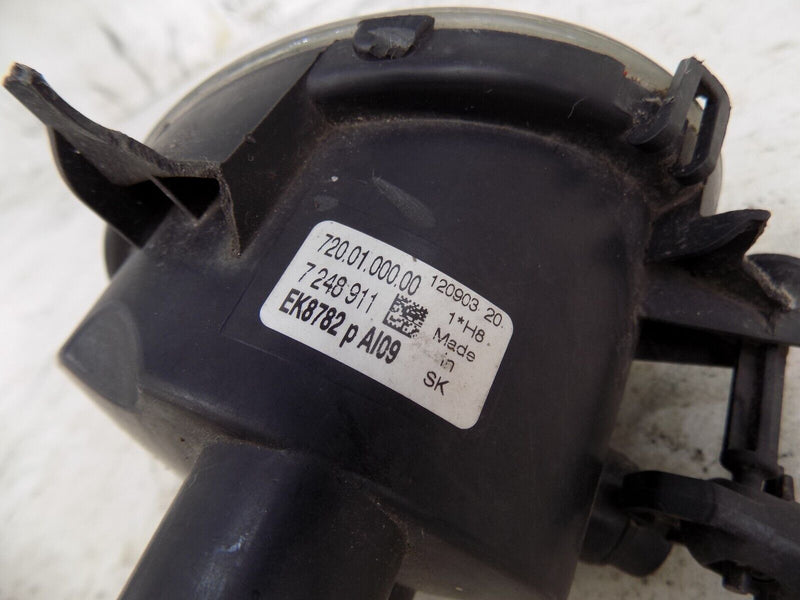 720.01.000.00
7 248 911
EK8782 p AI09
120903 20.
1*H8
Made
in
SK